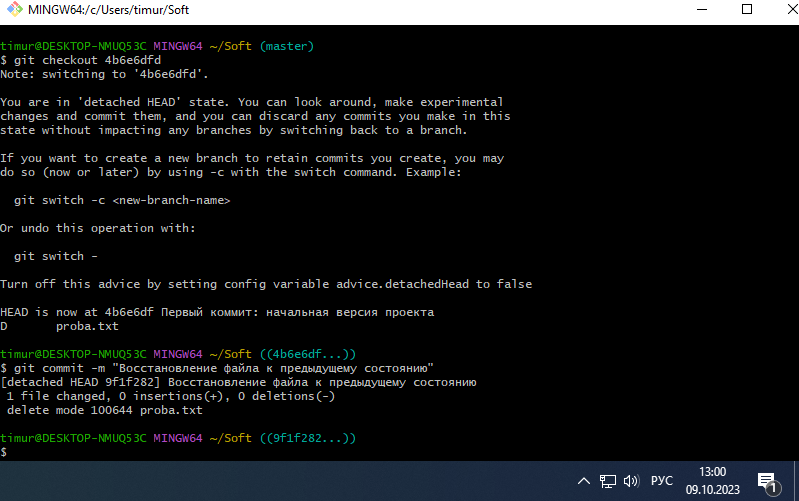 MINGW64:/c/Users/timur/Soft
timur@DESKTOP-NMUQ53C MINGW64 ~/Soft (master)
$ git checkout 4b6e6dfd
Note: switching to '4b6e6dfd'.
You are in 'detached HEAD' state. You can look around, make experimental
changes and commit them, and you can discard any commits you make in this
state without impacting any branches by switching back to a branch.
If you want to create a new branch to retain commits you create, you may
do so (now or later) by using -c with the switch command. Example:
git switch -c <new-branch-name>
Or undo this operation with:
git switch -
Turn off this advice by setting config variable advice.detachedHead to false
HEAD is now at 4b6e6df Первый коммит: начальная версия проекта
D       proba.txt
timur@DESKTOP-NMUQ53C MINGW64 ~/Soft ((4b6e6df...))
$ git commit -m "Восстановление файла к предыдущему состоянию"
[detached HEAD 9f1f282] Восстановление файла к предыдущему состоянию
1 file changed, 0 insertions(+), 0 deletions(-)
delete mode 100644 proba.txt
timur@DESKTOP-NMUQ53C MINGW64 ~/Soft ((9f1f282...))
$
РУС
13:00
09.10.2023
1